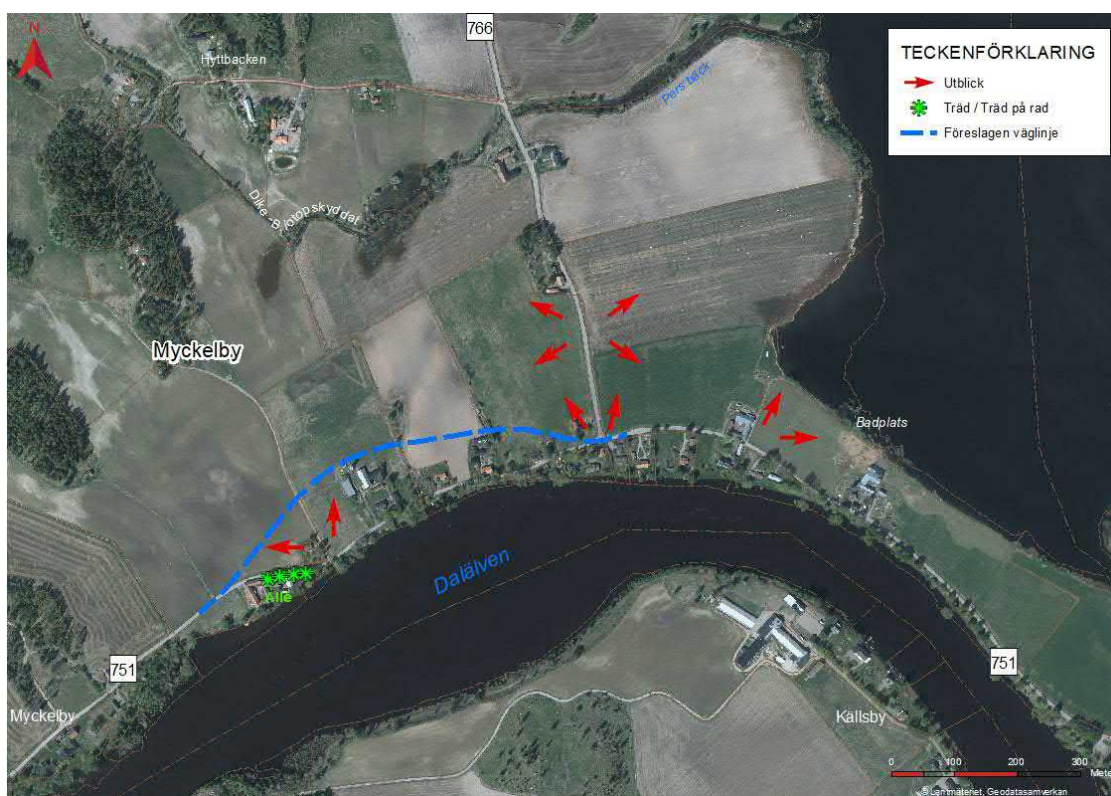 N
766
Hyttbacken
Pers bäck
TECKENFÖRKLARING
Utblick
Träd / Träd på rad
Föreslagen väglinje
Dike -Biotopskyddat
Myckelby
Badplats
Dalälven
Allé
751
751
Myckelby
Källsby
0 100 200 300
Mete
© Lantmäteriet, Geodatasamverkan